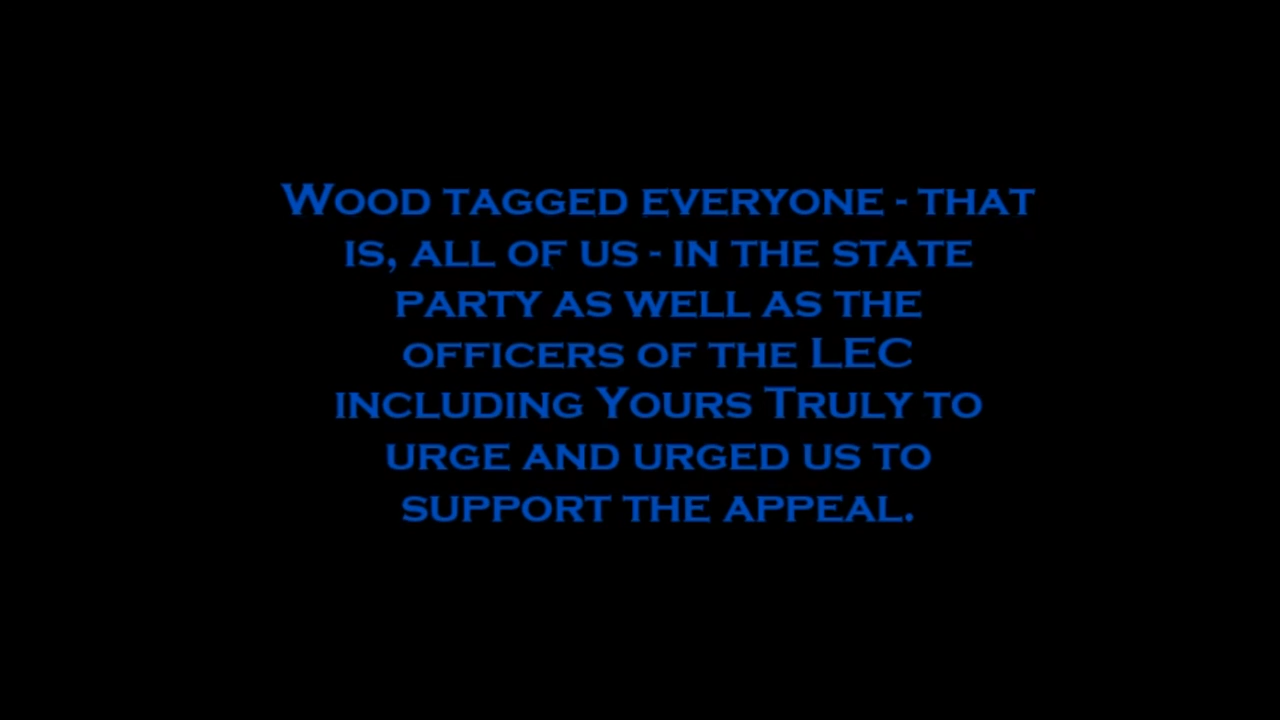 Wood tagged everyone - that
is, all of us - in the state
party as well as the
officers of the LEC
including Yours Truly to
urge and urged us to
support the appeal.